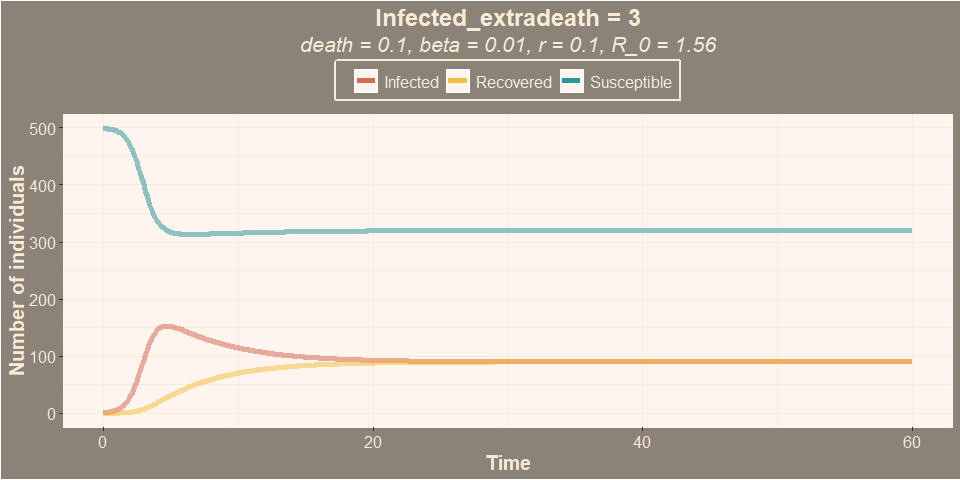 Infected_extradeath = 3
death = 0.1, beta = 0.01, r = 0.1, R_0 = 1.56
Infected Recovered Susceptible
Number of individuals
500
400
300
200
100
0
0 20 40 60
Time